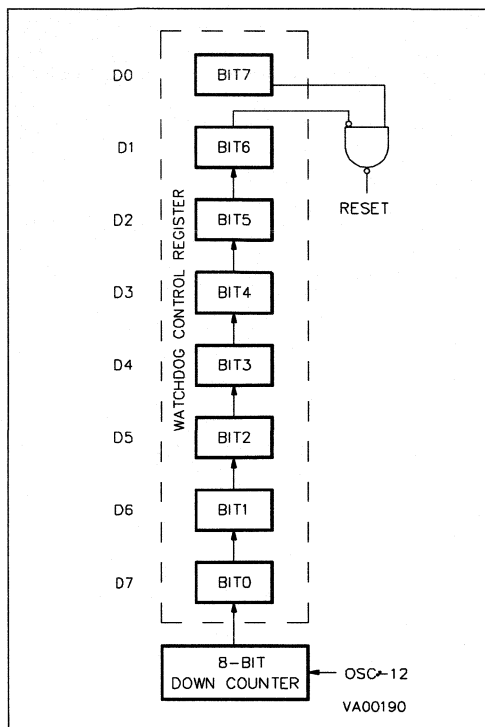 D0 BIT7
D1 BIT6
RESET
D2 BIT5
D3 BIT4
D4 BIT3
D5 BIT2
D6 BIT1
D7 BIT0
WATCHDOG CONTROL REGISTER
8-BIT
DOWN COUNTER
OSC÷12
VA00190